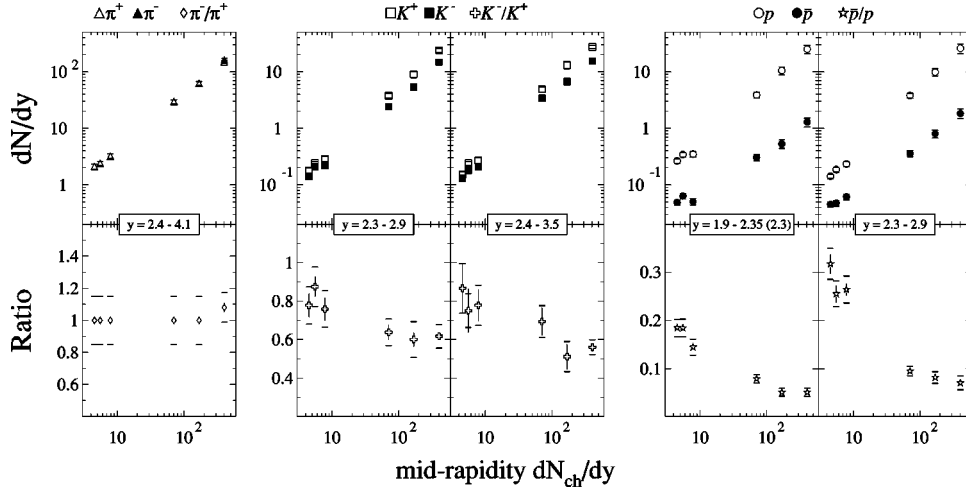 △π⁺ ▲π⁻ ◇π⁻/π⁺
□K⁺ ■K⁻ ✚K⁻/K⁺
○p ●p̄ ☆p̄/p
dN/dy
10²
10
1
10
1
10⁻¹
10
1
10⁻¹
y = 2.4 - 4.1
y = 2.3 - 2.9
y = 2.4 - 3.5
y = 1.9 - 2.35 (2.3)
y = 2.3 - 2.9
Ratio
1.4
1.2
1
0.8
0.6
1
0.8
0.6
0.4
0.3
0.2
0.1
10 10² 10 10² 10 10² 10 10² 10 10²
mid-rapidity dN_ch/dy